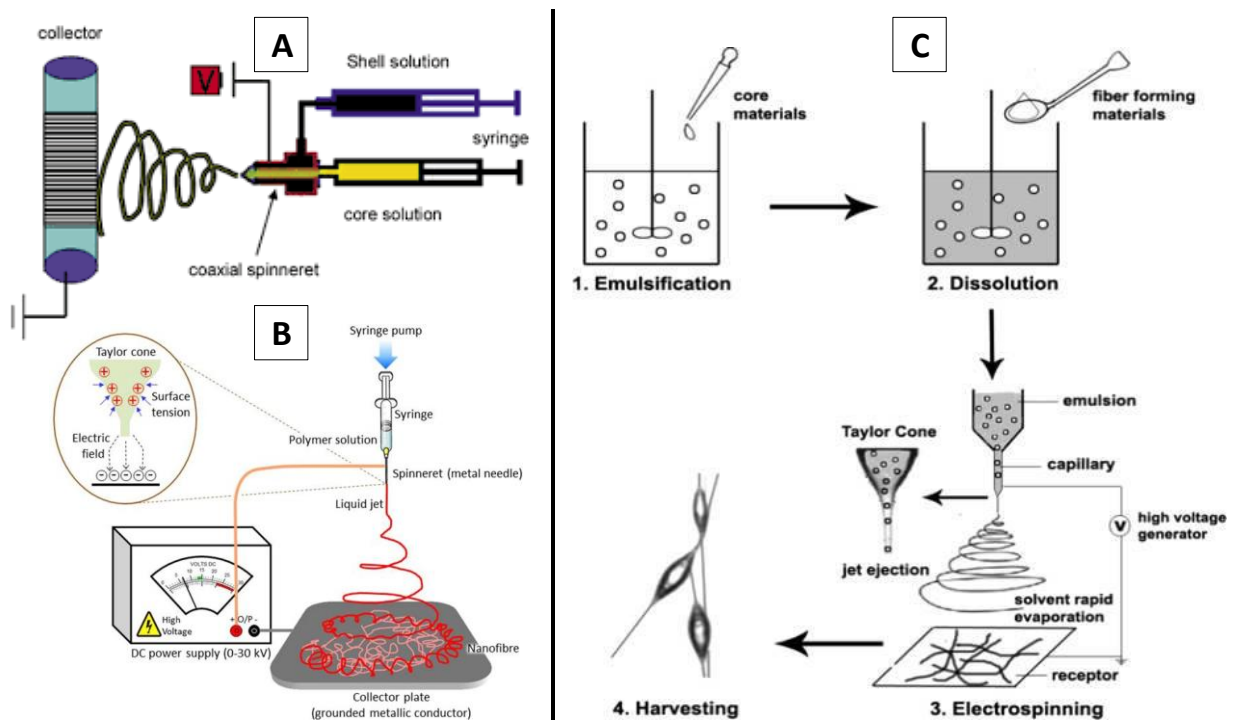 A
collector
V
Shell solution
syringe
core solution
coaxial spinneret
B
Taylor cone
Surface
tension
Electric
field
Syringe pump
Syringe
Polymer solution
Spinneret (metal needle)
Liquid jet
VOLTS DC
High
Voltage
+ O/P -
DC power supply (0-30 kV)
Nanofibre
Collector plate
(grounded metallic conductor)
C
core
materials
1. Emulsification
fiber forming
materials
2. Dissolution
emulsion
Taylor Cone
capillary
V
high voltage
generator
jet ejection
solvent rapid
evaporation
receptor
3. Electrospinning
4. Harvesting